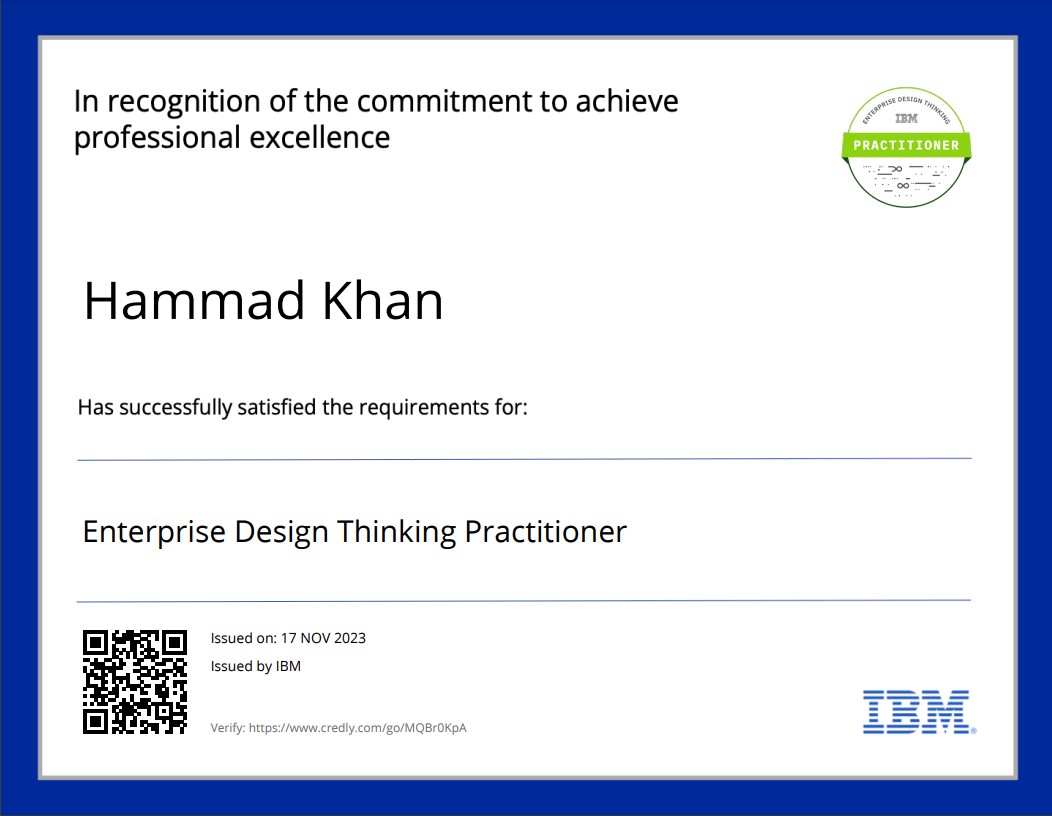 In recognition of the commitment to achieve
professional excellence
ENTERPRISE DESIGN THINKING
IBM
PRACTITIONER
Hammad Khan
Has successfully satisfied the requirements for:
Enterprise Design Thinking Practitioner
Issued on: 17 NOV 2023
Issued by IBM
Verify: https://www.credly.com/go/MQBr0KpA
IBM®